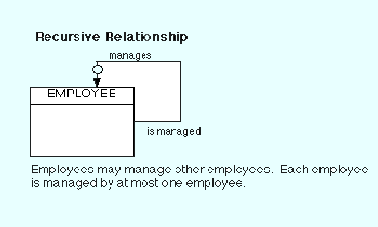 Recursive Relationship
manages
EMPLOYEE
is managed
Employees may manage other employees. Each employee
is managed by at most one employee.